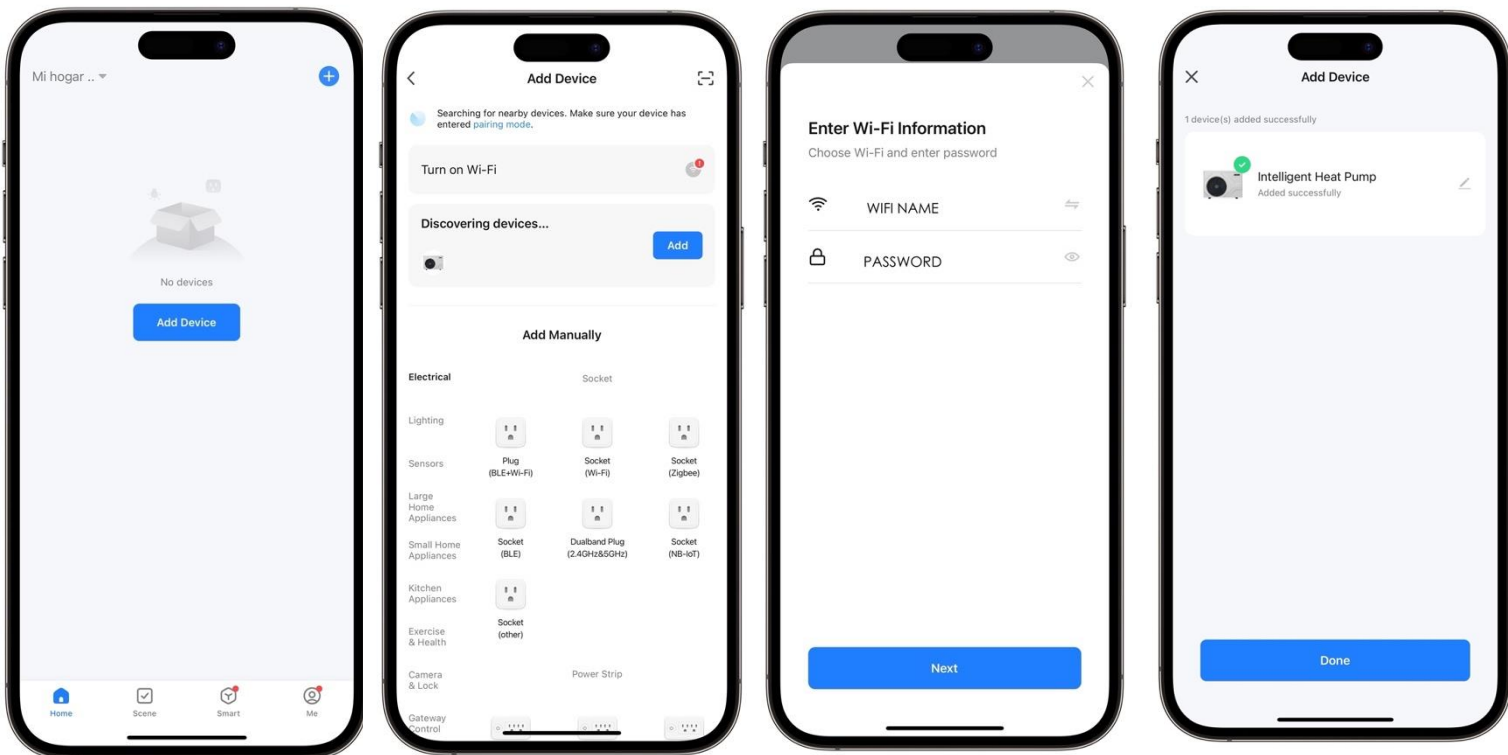 Mi hogar ..
No devices
Add Device
Home
Scene
Smart
Me
Add Device
Searching for nearby devices. Make sure your device has
entered pairing mode.
Turn on Wi-Fi
Discovering devices...
Add
Add Manually
Electrical
Socket
Lighting
Plug
(BLE+Wi-Fi)
Socket
(Wi-Fi)
Socket
(Zigbee)
Sensors
Large
Home
Appliances
Socket
(BLE)
Dualband Plug
(2.4GHz&5GHz)
Socket
(NB-IoT)
Small Home
Appliances
Kitchen
Appliances
Socket
(other)
Exercise
& Health
Camera
& Lock
Power Strip
Gateway
Control
Enter Wi-Fi Information
Choose Wi-Fi and enter password
WIFI NAME
PASSWORD
Next
Add Device
1 device(s) added successfully
Intelligent Heat Pump
Added successfully
Done